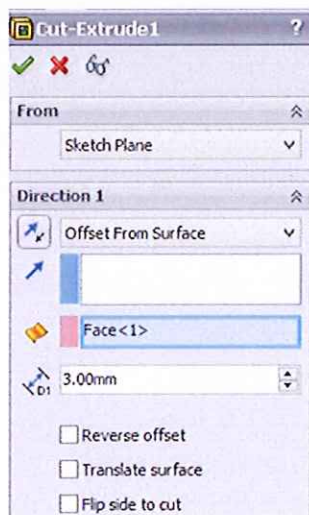 Cut-Extrude1 ?
From
Sketch Plane
Direction 1
Offset From Surface
Face<1>
D1 3.00mm
Reverse offset
Translate surface
Flip side to cut